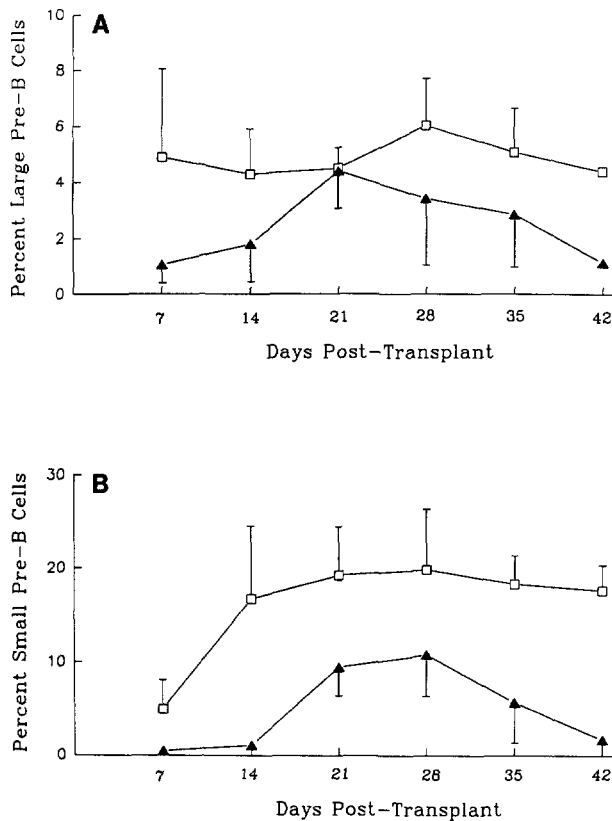 A
Percent Large Pre-B Cells
10
8
6
4
2
0
7 14 21 28 35 42
Days Post-Transplant
B
Percent Small Pre-B Cells
30
20
10
0
7 14 21 28 35 42
Days Post-Transplant